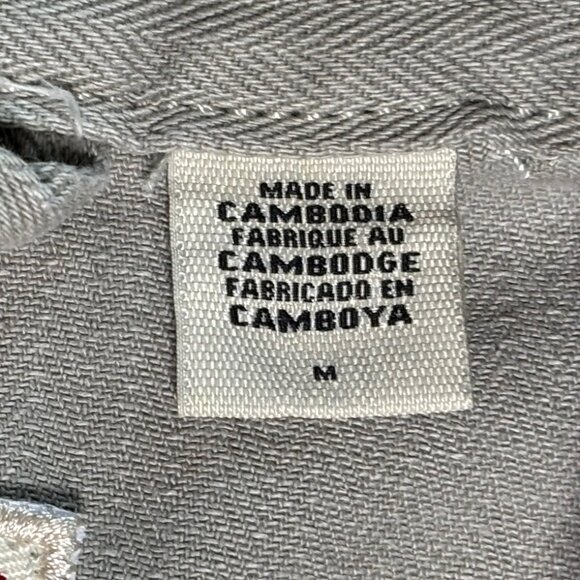 MADE IN
CAMBODIA
FABRIQUE AU
CAMBODGE
FABRICADO EN
CAMBOYA
M